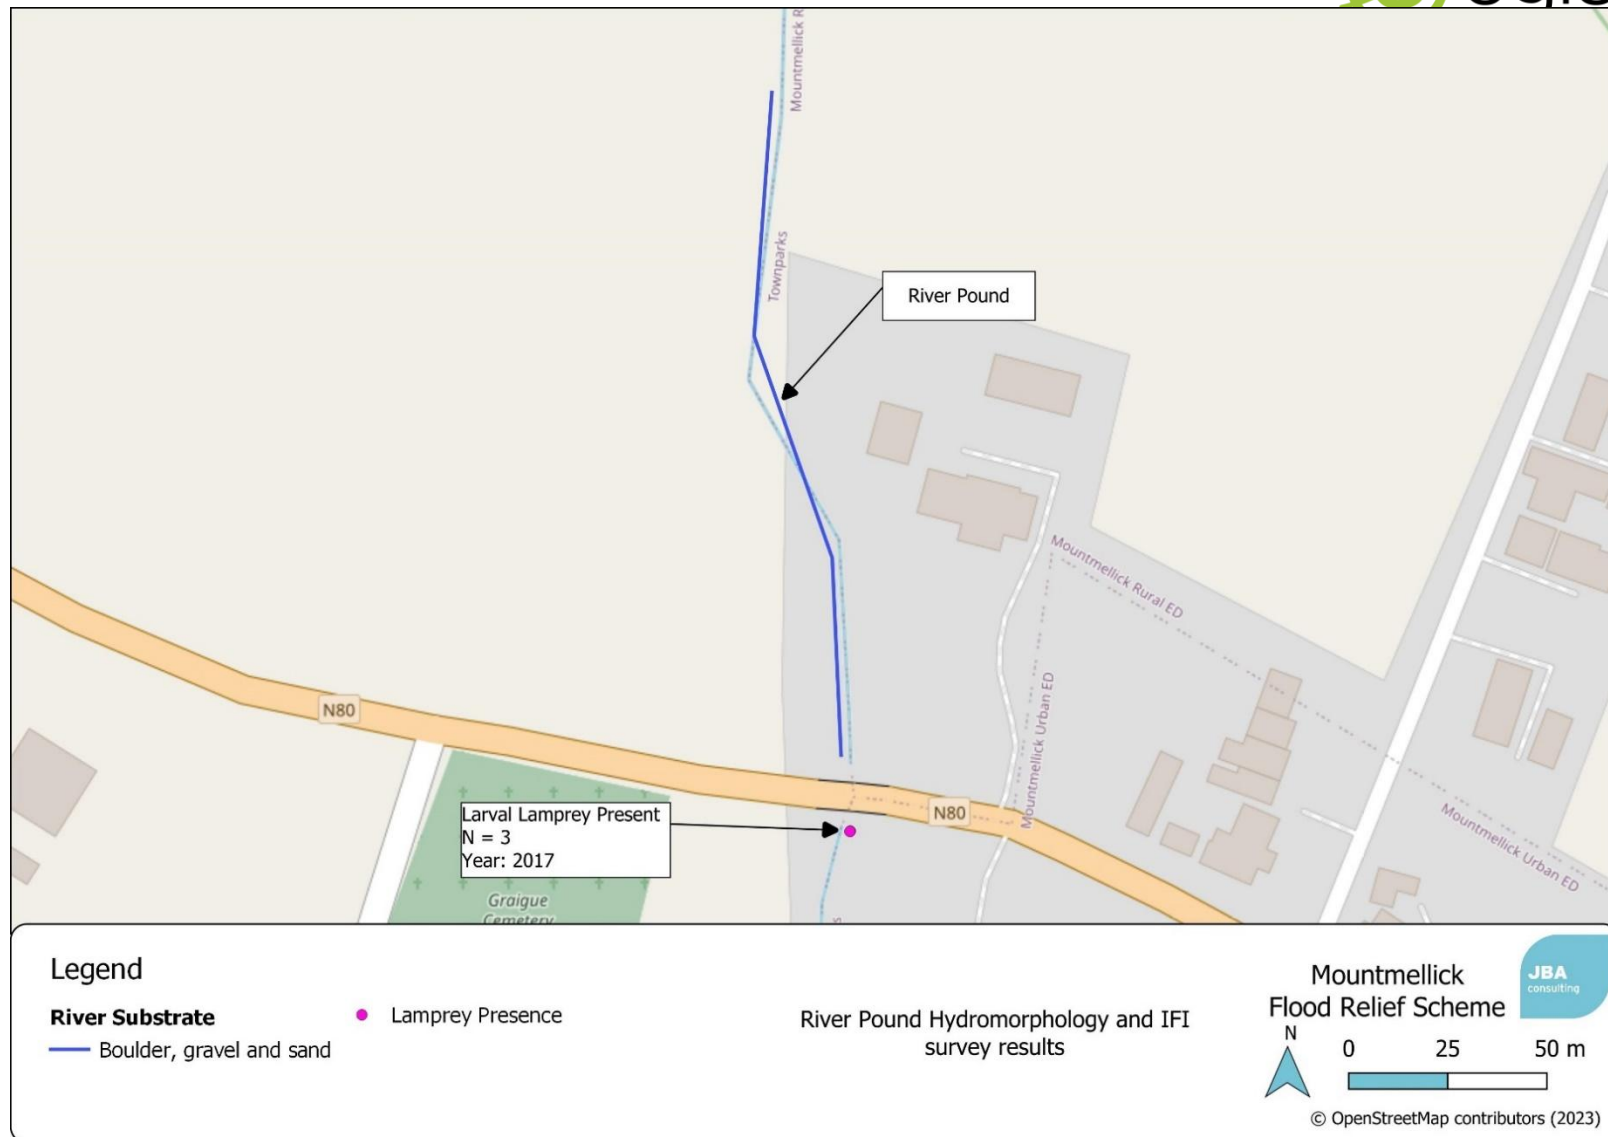 Mountmellick R
Townparks
River Pound
Mountmellick Rural ED
Mountmellick Urban ED
N80
N80
Mountmellick Urban ED
Larval Lamprey Present
N = 3
Year: 2017
Graigue
Cemetery
s
Legend
River Substrate
Boulder, gravel and sand
Lamprey Presence
River Pound Hydromorphology and IFI
survey results
Mountmellick
Flood Relief Scheme
JBA
consulting
N
0 25 50 m
© OpenStreetMap contributors (2023)